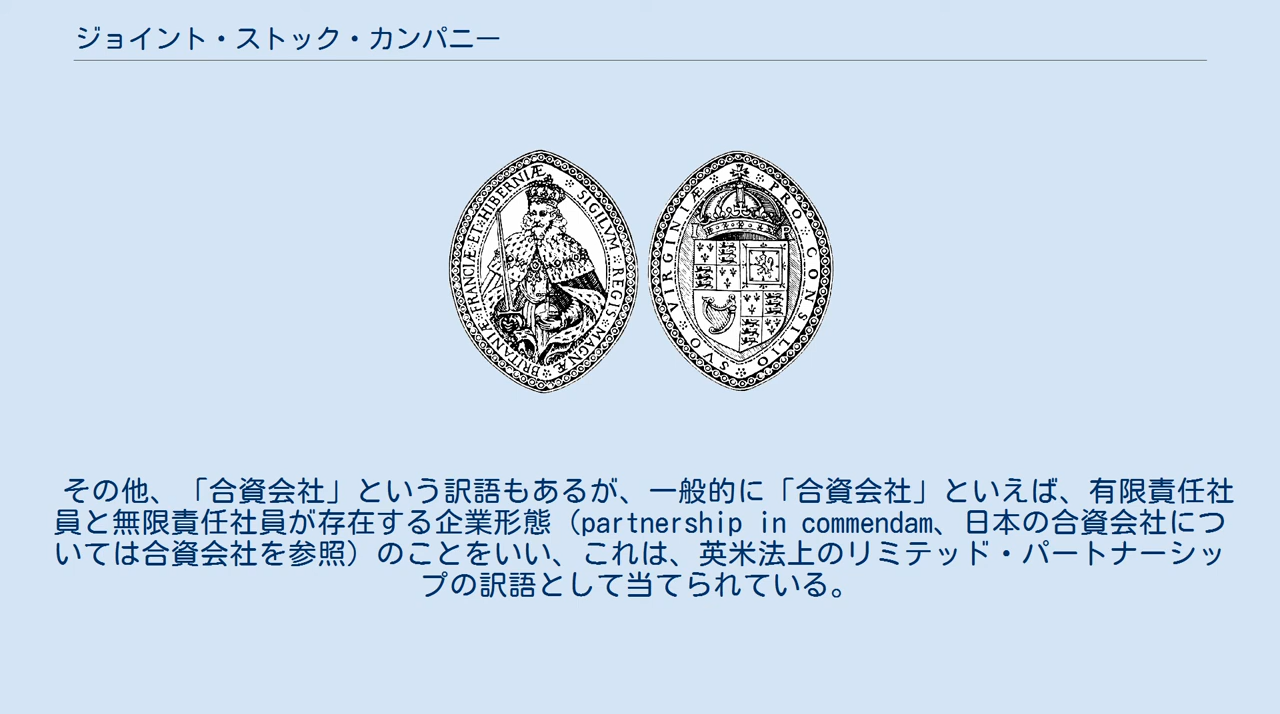 ジョイント・ストック・カンパニー
SIGILVM REGIS MAGNÆ BRITANIÆ FRANCIÆ ET HIBERNIÆ
PRO CONSILIO SVO VIRGINIÆ
その他、「合資会社」という訳語もあるが、一般的に「合資会社」といえば、有限責任社
員と無限責任社員が存在する企業形態（partnership in commendam、日本の合資会社につ
いては合資会社を参照）のことをいい、これは、英米法上のリミテッド・パートナーシッ
プの訳語として当てられている。